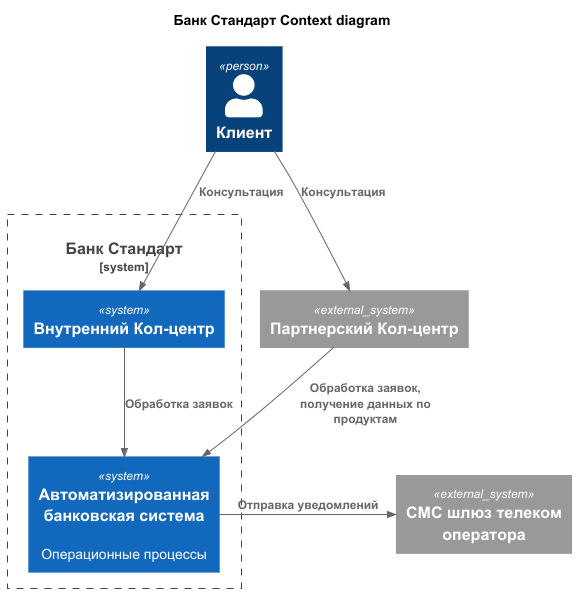 Банк Стандарт Context diagram
«person»
Клиент
Консультация
Консультация
Банк Стандарт
[system]
«system»
Внутренний Кол-центр
«external_system»
Партнерский Кол-центр
Обработка заявок
Обработка заявок,
получение данных по
продуктам
«system»
Автоматизированная
банковская система
Операционные процессы
Отправка уведомлений
«external_system»
СМС шлюз телеком
оператора